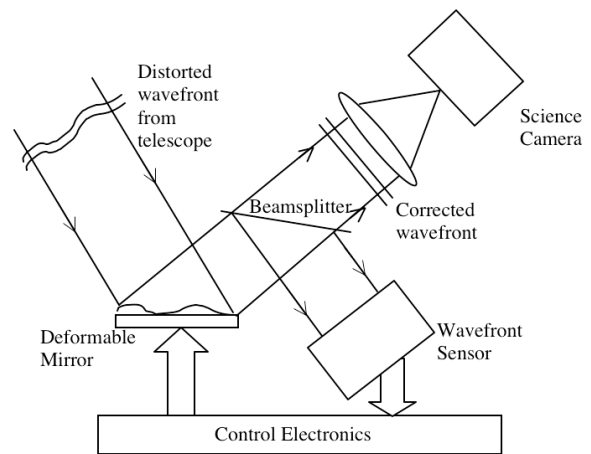 Distorted
wavefront
from
telescope
Science
Camera
Beamsplitter
Corrected
wavefront
Deformable
Mirror
Wavefront
Sensor
Control Electronics